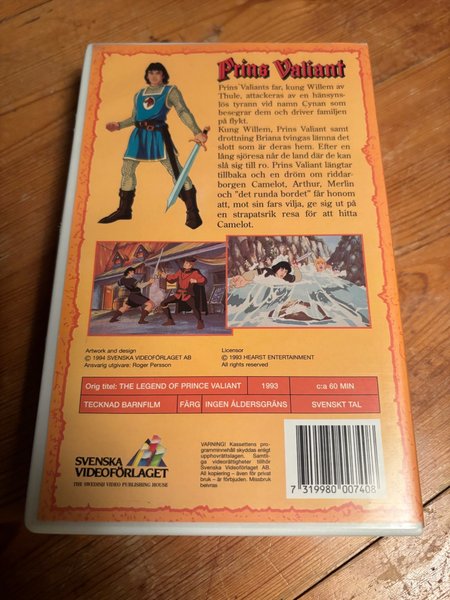 Prins Valiant
Prins Valiants far, kung Willem av
Thule, attackeras av en hänsyns-
lös tyrann vid namn Cynan som
besegrar dem och driver familjen
på flykt.
Kung Willem, Prins Valiant samt
drottning Briana tvingas lämna det
slott som är deras hem. Efter en
lång sjöresa når de land där de kan
slå sig till ro. Prins Valiant längtar
tillbaka och en dröm om riddar-
borgen Camelot, Arthur, Merlin
och "det runda bordet" får honom
att, mot sin fars vilja, ge sig ut på
en strapatsrik resa för att hitta
Camelot.
Artwork and design
© 1994 SVENSKA VIDEOFÖRLAGET AB
Ansvarig utgivare: Roger Persson
Licensor
© 1993 HEARST ENTERTAINMENT
All rights reserved
Orig titel: THE LEGEND OF PRINCE VALIANT 1993 c:a 60 MIN
TECKNAD BARNFILM FÄRG INGEN ÅLDERSGRÄNS SVENSKT TAL
SVENSKA
VIDEOFÖRLAGET
THE SWEDISH VIDEO PUBLISHING HOUSE
VARNING! Kassettens pro-
gramminnehåll skyddas enligt
upphovsrättslagen. Samtli-
ga videorättigheter tillhör
Svenska Videoförlaget AB.
All kopiering – även för privat
bruk – är förbjuden. Missbruk
beivras
7 319980 007408